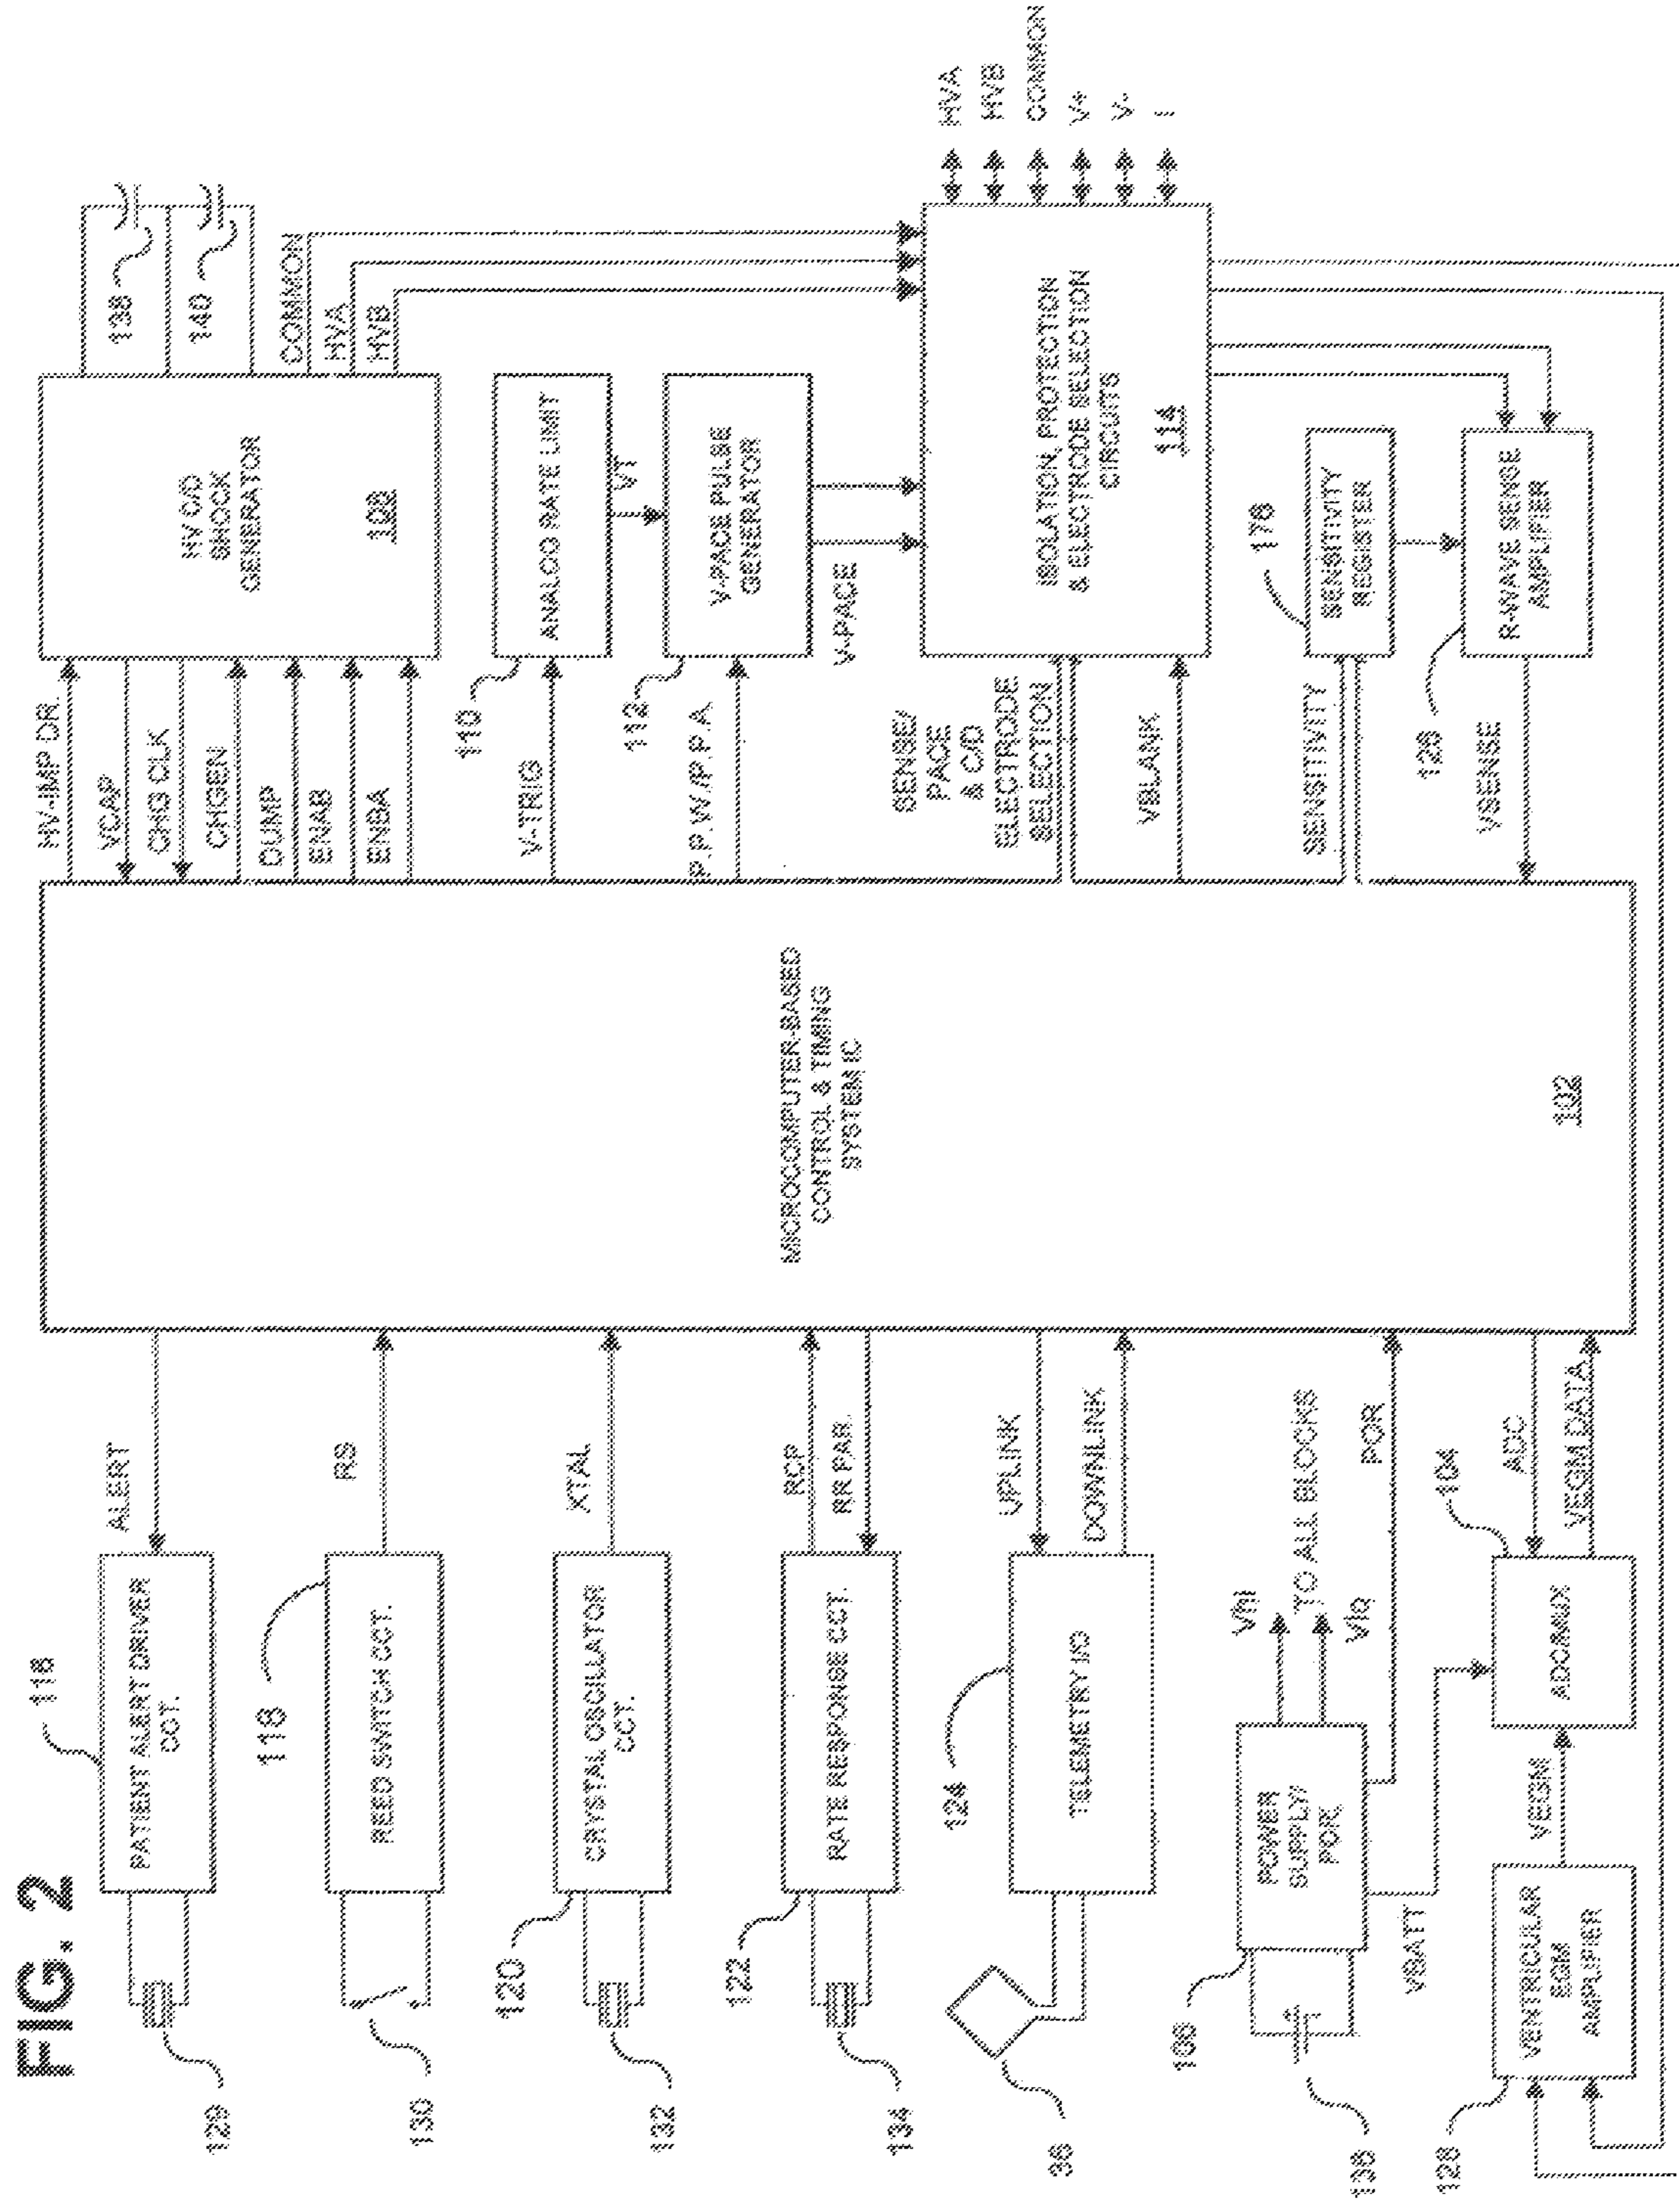 FIG. 2
116
PATIENT ALERT DRIVER
CCT.
129
ALERT
118
REED SWITCH CCT.
130
RS
120
CRYSTAL OSCILLATOR
CCT.
132
XTAL
122
RATE RESPONSE CCT.
134
RCP
RR PAR.
124
TELEMETRY I/O
36
UPLINK
DOWNLINK
106
POWER
SUPPLY/
POR.
Vhi
TO ALL BLOCKS
Vlo
POR
VBATT
104
ADC/MUX
ADC
VEGM DATA
VEGM
128
VENTRICULAR
EGM
AMPLIFIER
MICROCOMPUTER-BASED
CONTROL & TIMING
SYSTEM IC
102
HV-IMP DR.
VCAP
CHG CLK
CHGEN
DUMP
ENAB
ENBA
HV C/D
SHOCK
GENERATOR
108
138
140
COMMON
HVA
HVB
V-TRIG
110
ANALOG RATE LIMIT
VT
P.P.W./P.P.A.
112
V-PACE PULSE
GENERATOR
V-PACE
SENSE/
PACE
& C/D
ELECTRODE
SELECTION
VBLANK
ISOLATION, PROTECTION
& ELECTRODE SELECTION
CIRCUITS
114
HVA
HVB
COMMON
V+
V-
I
SENSITIVITY
178
SENSITIVITY
REGISTER
VSENSE
R-WAVE SENSE
AMPLIFIER